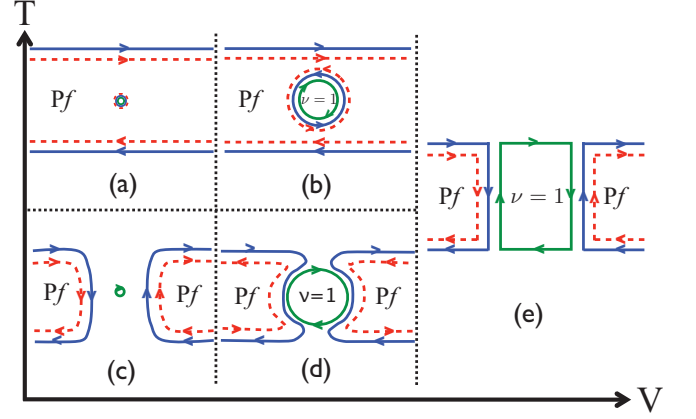 T
Pf
Pf
ν = 1
(a)
(b)
Pf
ν = 1
Pf
Pf
Pf
Pf
ν=1
Pf
(e)
(c)
(d)
V